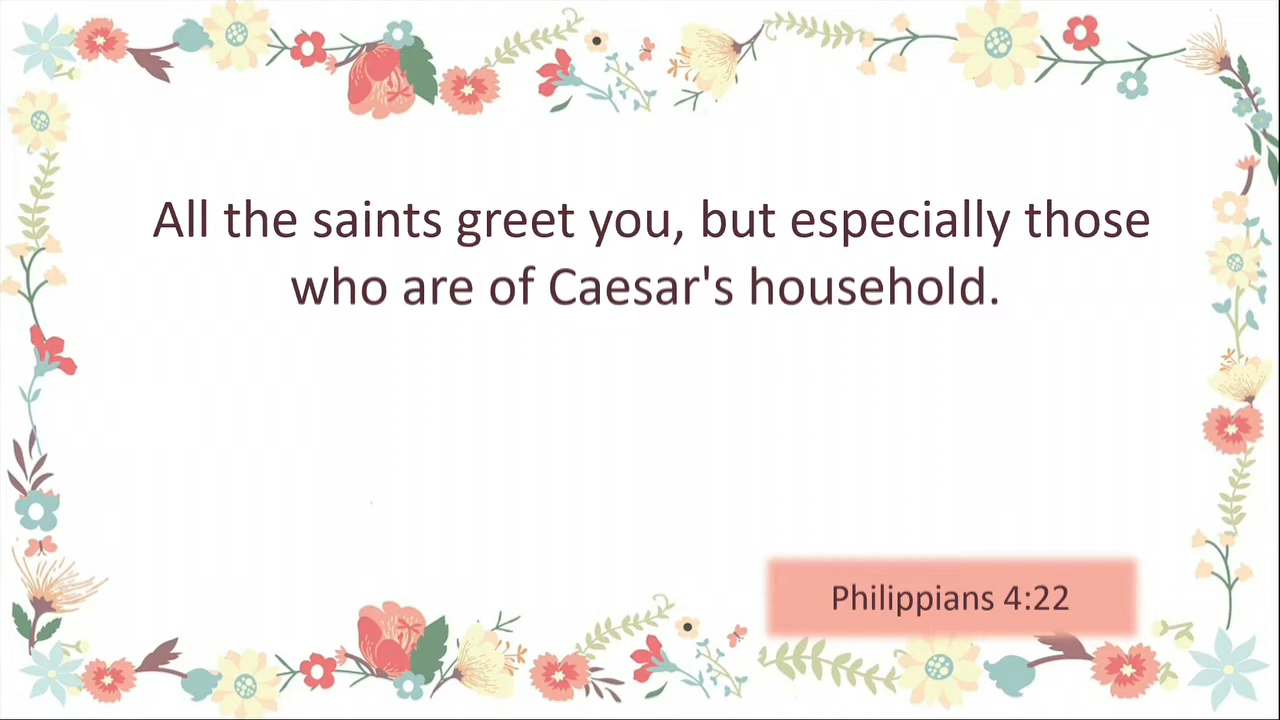 All the saints greet you, but especially those
who are of Caesar's household.
Philippians 4:22